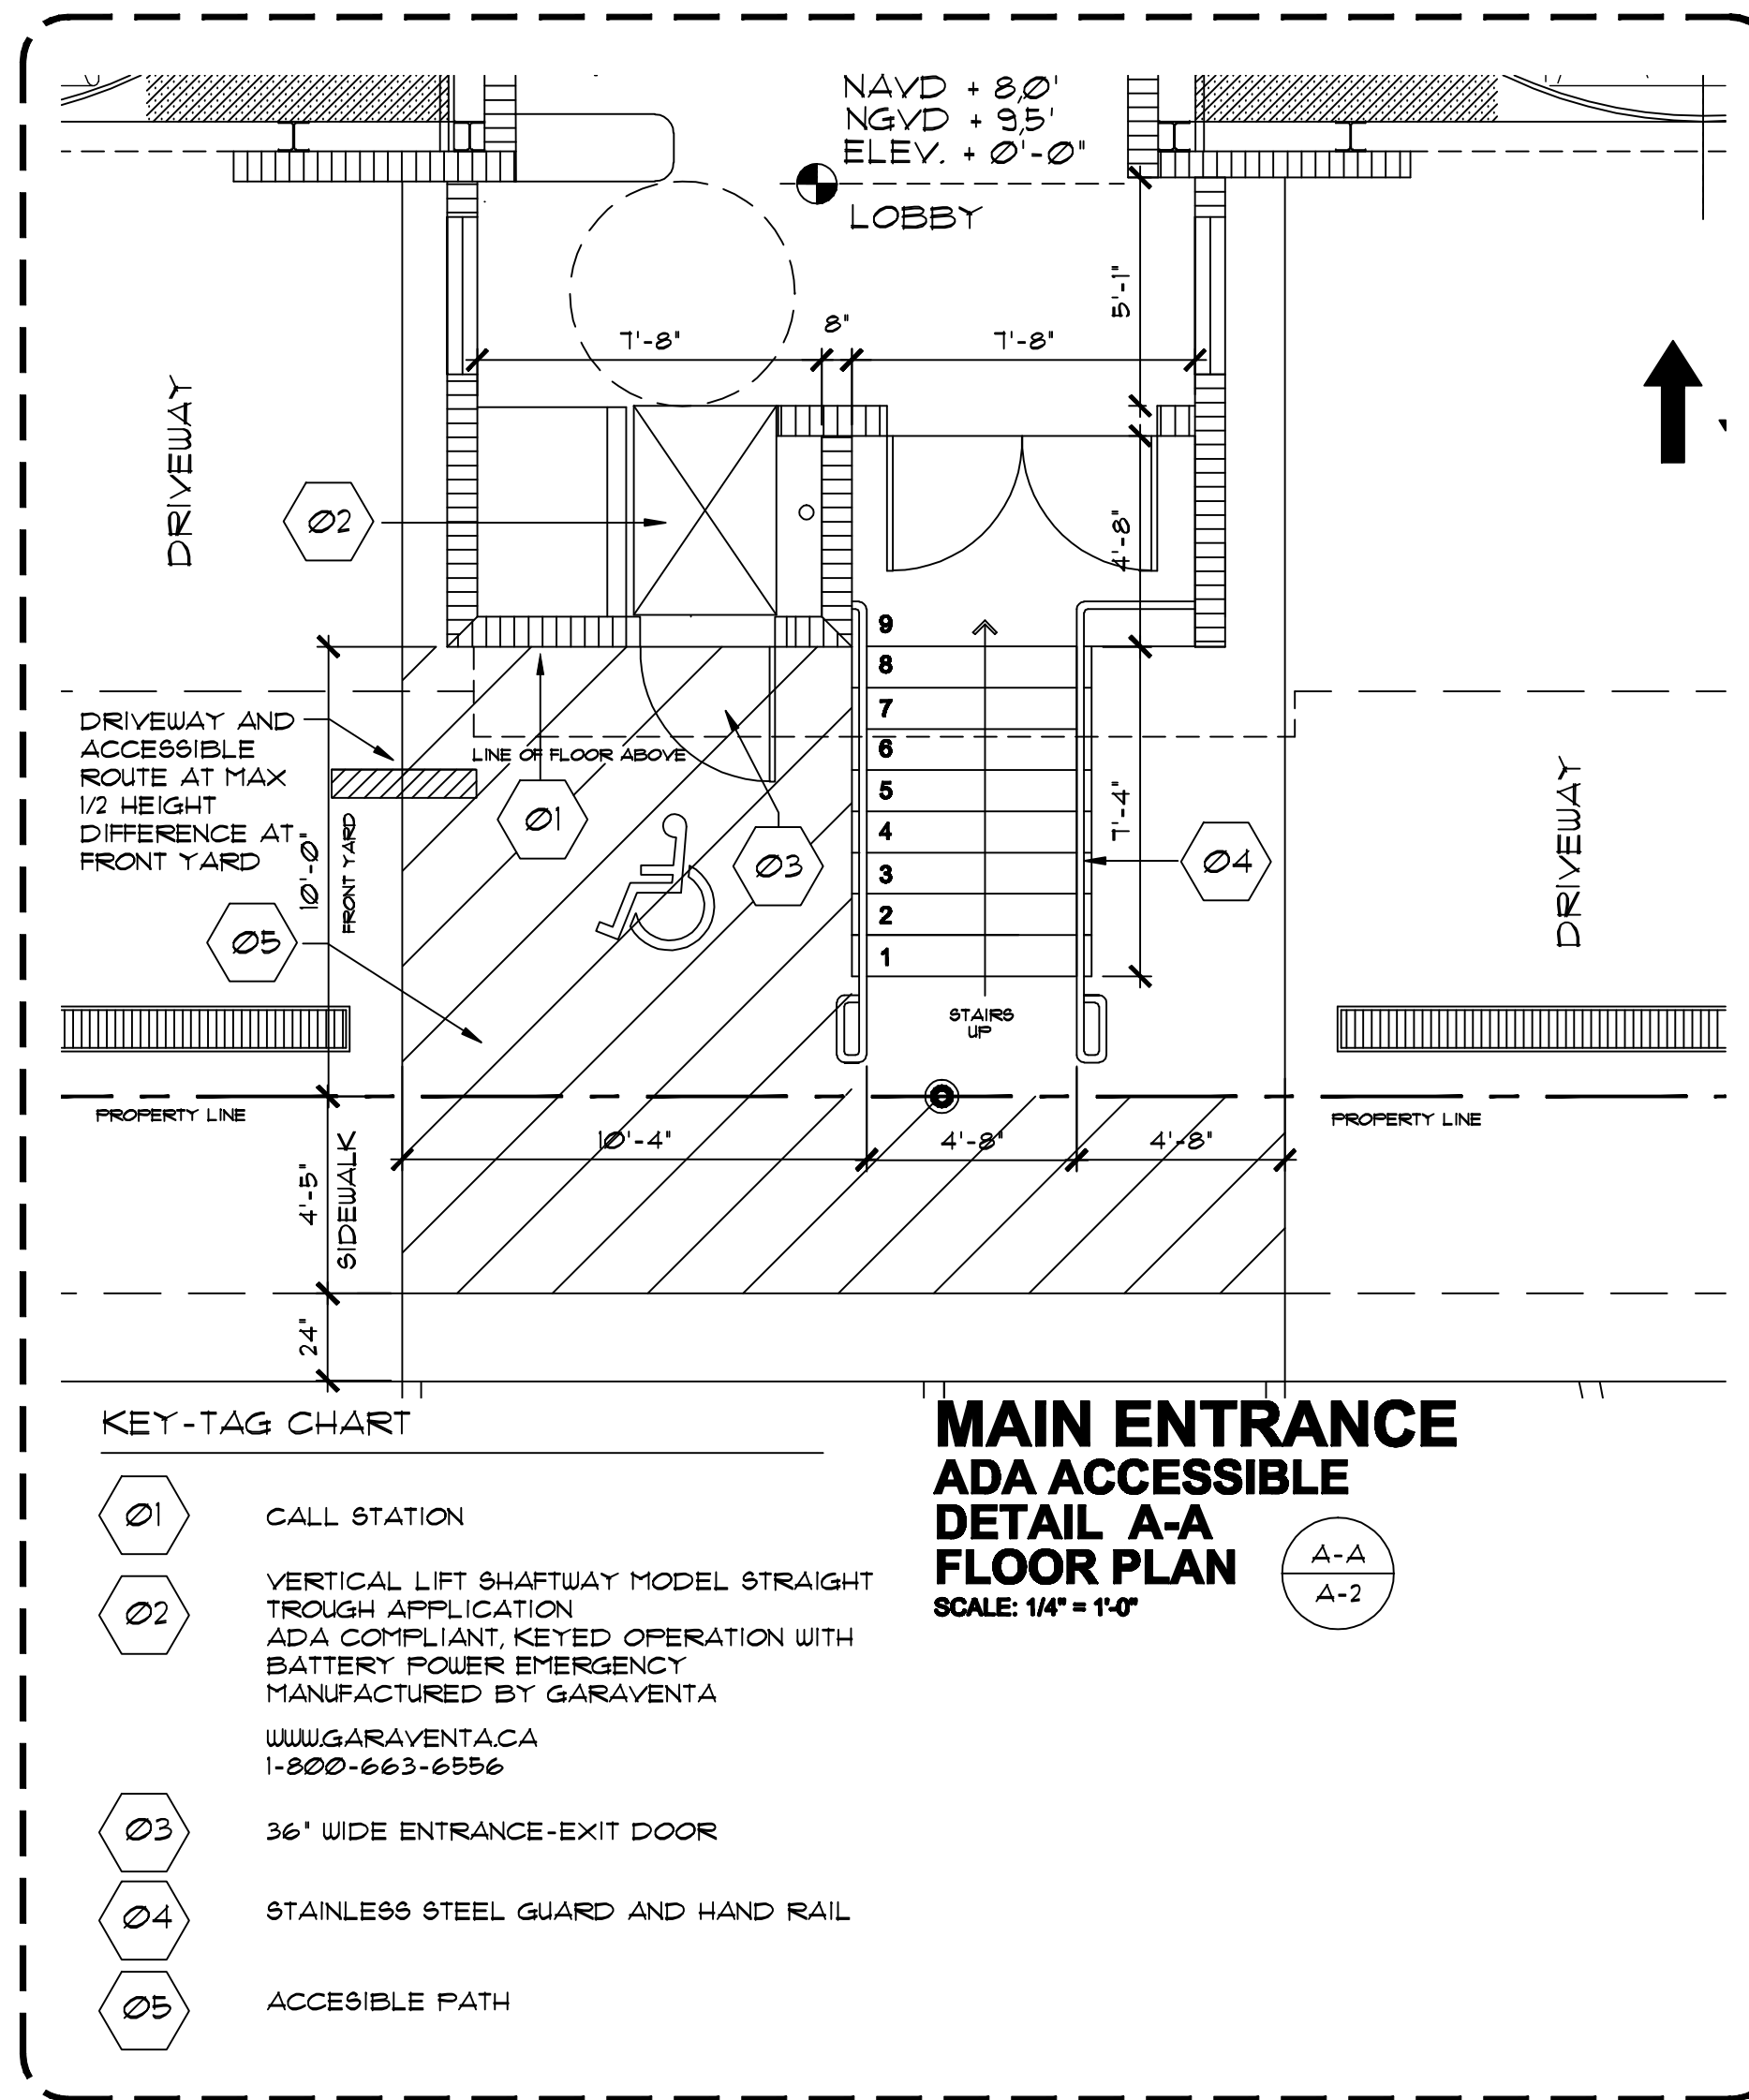 NAVD + 8,0'
NGVD + 9,5'
ELEV. + 0'-0"
LOBBY
5'-1"
7'-8"
8"
7'-8"
DRIVEWAY
02
4'-8"
9
8
7
6
5
4
3
2
1
DRIVEWAY AND
ACCESSIBLE
ROUTE AT MAX
1/2 HEIGHT
DIFFERENCE AT
FRONT YARD
LINE OF FLOOR ABOVE
01
03
7'-4"
04
DRIVEWAY
10'-0"
FRONT YARD
05
STAIRS
UP
PROPERTY LINE
PROPERTY LINE
10'-4"
4'-8"
4'-8"
4'-5"
SIDEWALK
24"
KEY-TAG CHART
01
CALL STATION
02
VERTICAL LIFT SHAFTWAY MODEL STRAIGHT
TROUGH APPLICATION
ADA COMPLIANT, KEYED OPERATION WITH
BATTERY POWER EMERGENCY
MANUFACTURED BY GARAVENTA
WWW.GARAVENTA.CA
1-800-663-6556
03
36" WIDE ENTRANCE-EXIT DOOR
04
STAINLESS STEEL GUARD AND HAND RAIL
05
ACCESIBLE PATH
MAIN ENTRANCE
ADA ACCESSIBLE
DETAIL A-A
FLOOR PLAN
SCALE: 1/4" = 1'-0"
A-A
A-2